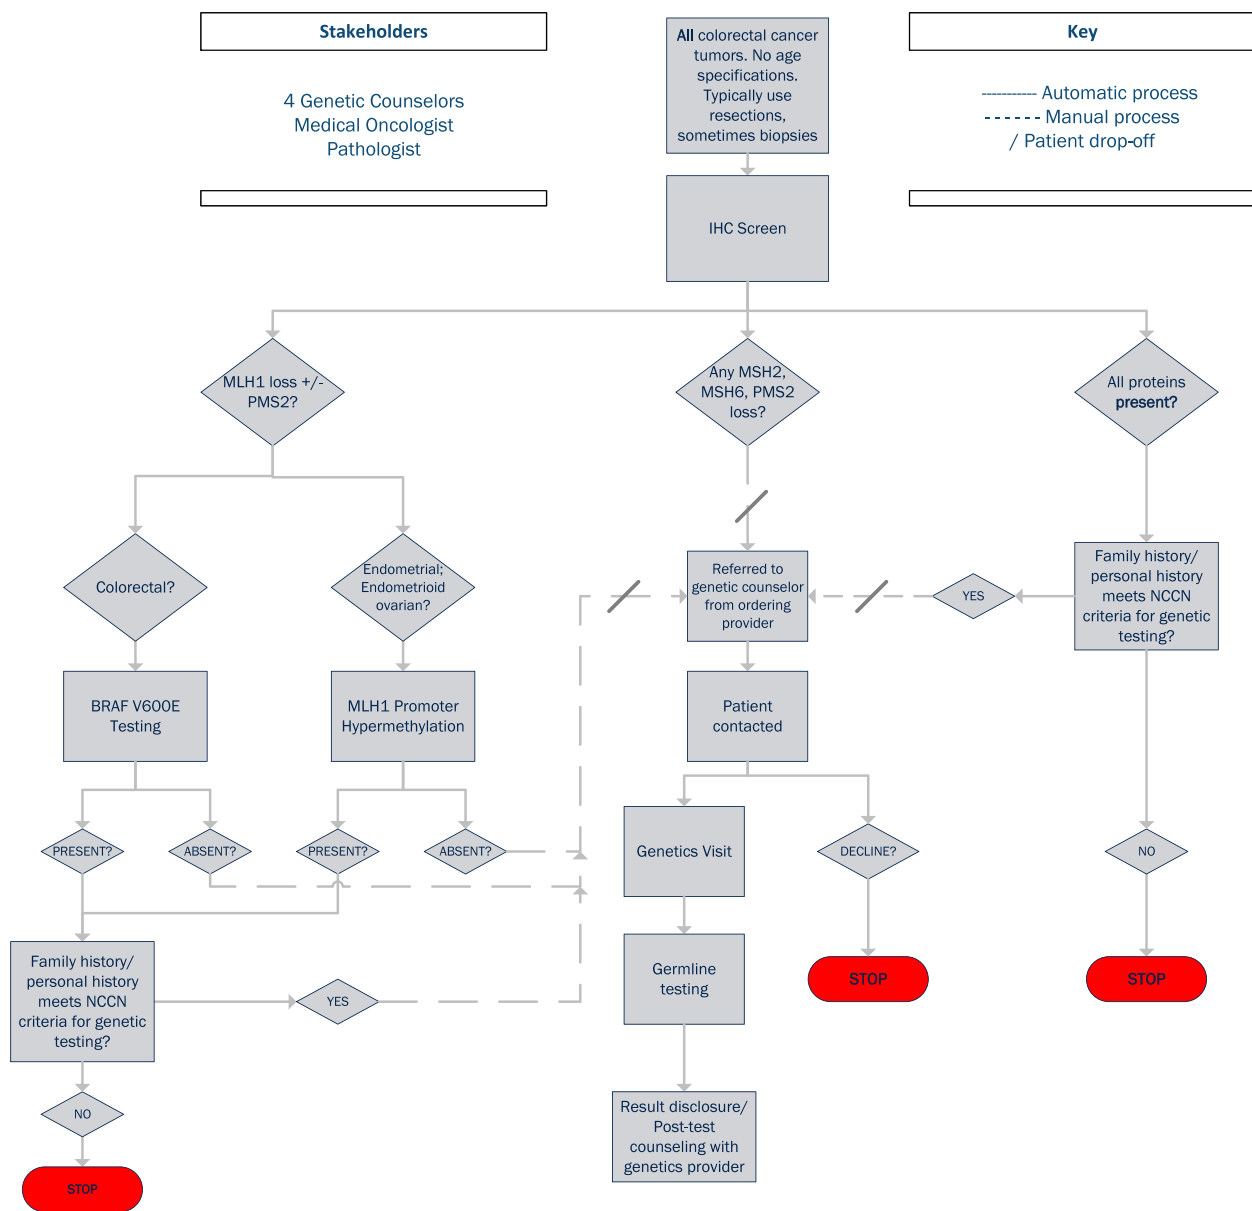 Stakeholders
4 Genetic Counselors
Medical Oncologist
Pathologist
All colorectal cancer
tumors. No age
specifications.
Typically use
resections,
sometimes biopsies
Key
----------- Automatic process
- - - - - - Manual process
/ Patient drop-off
IHC Screen
MLH1 loss +/-
PMS2?
Any MSH2,
MSH6, PMS2
loss?
All proteins
present?
Colorectal?
Endometrial;
Endometrioid
ovarian?
Referred to
genetic counselor
from ordering
provider
YES
Family history/
personal history
meets NCCN
criteria for genetic
testing?
BRAF V600E
Testing
MLH1 Promoter
Hypermethylation
Patient
contacted
PRESENT?
ABSENT?
PRESENT?
ABSENT?
Genetics Visit
DECLINE?
NO
Family history/
personal history
meets NCCN
criteria for genetic
testing?
YES
Germline
testing
STOP
STOP
NO
Result disclosure/
Post-test
counseling with
genetics provider
STOP